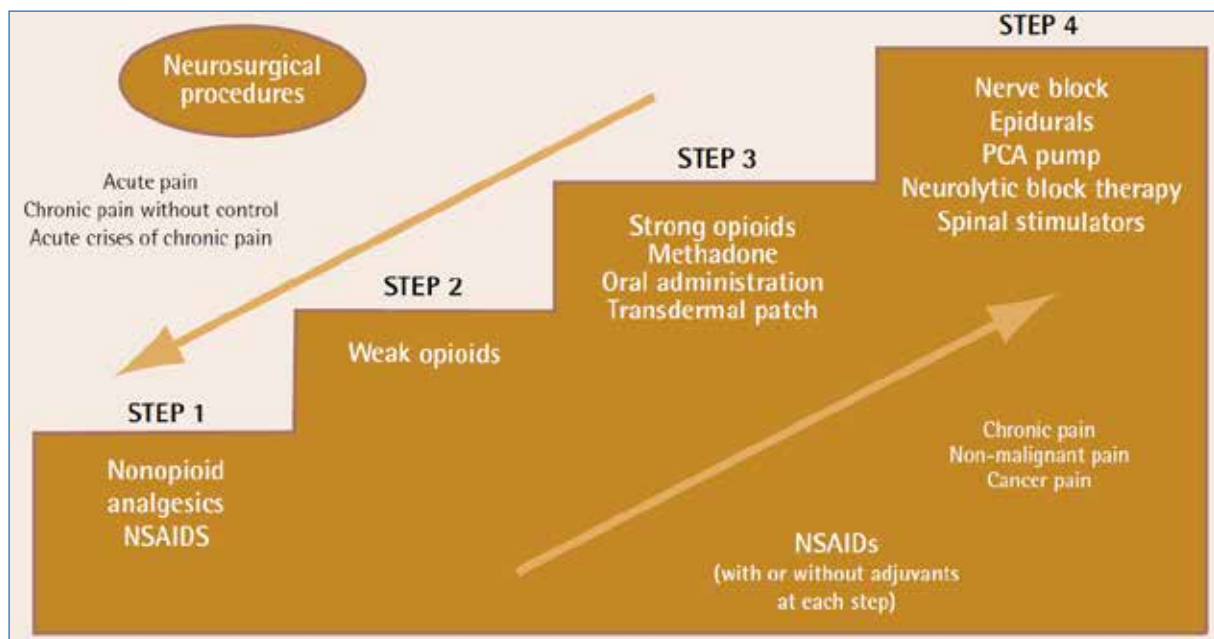 STEP 4
Neurosurgical
procedures
Nerve block
Epidurals
PCA pump
Neurolytic block therapy
Spinal stimulators
STEP 3
Acute pain
Chronic pain without control
Acute crises of chronic pain
Strong opioids
Methadone
Oral administration
Transdermal patch
STEP 2
Weak opioids
STEP 1
Nonopioid
analgesics
NSAIDS
Chronic pain
Non-malignant pain
Cancer pain
NSAIDs
(with or without adjuvants
at each step)